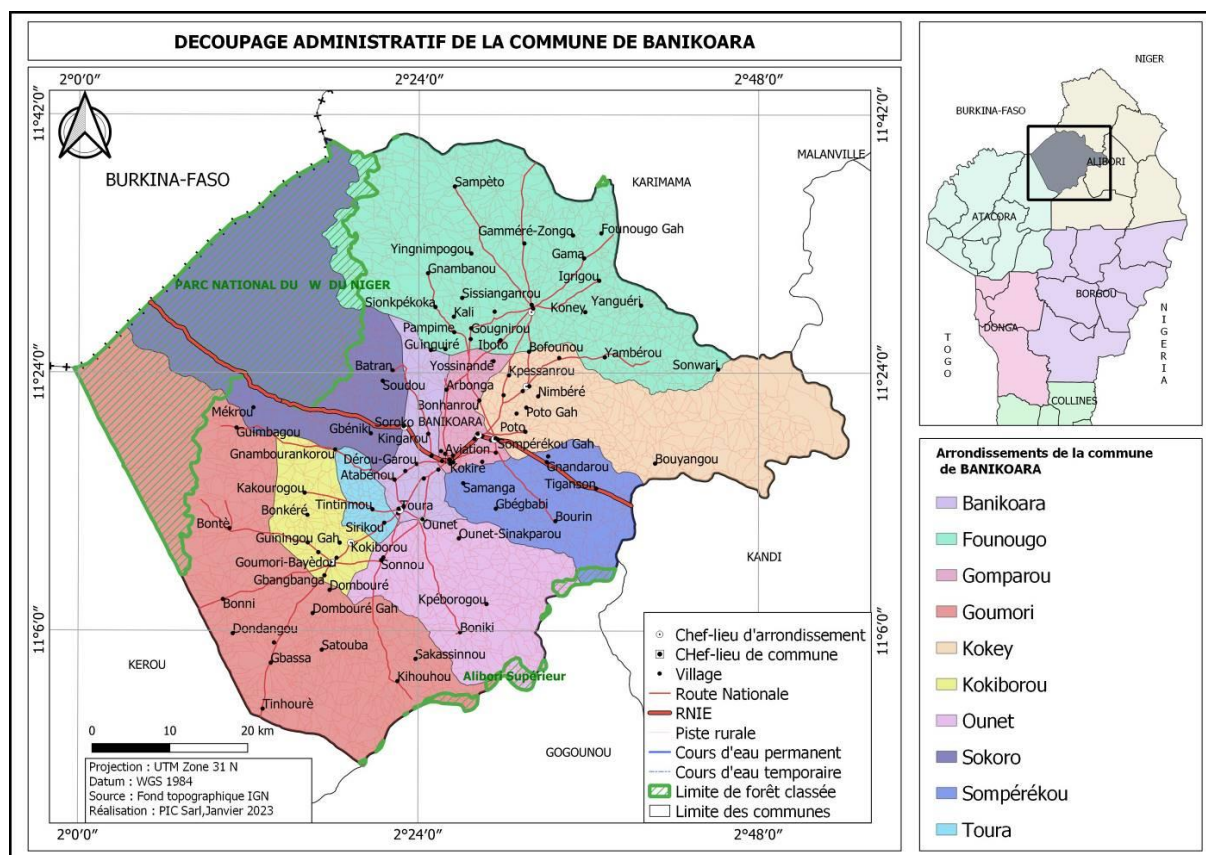 DECOUPAGE ADMINISTRATIF DE LA COMMUNE DE BANIKOARA
2°0′0″
2°24′0″
2°48′0″
11°42′0″
11°42′0″
BURKINA-FASO
MALANVILLE
KARIMAMA
Sampèto
Gamméré-Zongo
Founougo Gah
Yingnimpogou
Gama
Gnambanou
Igrigou
PARC NATIONAL DU W DU NIGER
Sissianganrou
Sionkpékoka
Kali
Koney
Yanguéri
Pampime
Gougnirou
Guinguiré
Iboto
Bofounou
Yambérou
11°24′0″
11°24′0″
Batran
Yossinandé
Kpessanrou
Sonwari
Soudou
Arbonga
Nimbéré
Bonhanrou
Poto Gah
Mékrou
Soroko
BANIKOARA
Poto
Guimbagou
Gbéniki
Kingarou
Sompérékou Gah
Gnambourankorou
Aviation
Dérou-Garou
Kokiré
Gnandarou
Bouyangou
Atabénou
Kakourogou
Samanga
Tiganson
Tintinmou
Toura
Gbégbabi
Bonkéré
Bontè
Sirikou
Ounet
Bourin
Guiningou Gah
Ounet-Sinakparou
Kokiborou
Goumori-Bayèdou
Sonnou
Gbangbanga
KANDI
Dombouré
Bonni
Kpéborogou
Dombouré Gah
Dondangou
Boniki
11°6′0″
11°6′0″
Satouba
KEROU
Gbassa
Sakassinnou
Alibori Supérieur
Kihouhou
Tinhourè
GOGOUNOU
0 10 20 km
Projection : UTM Zone 31 N
Datum : WGS 1984
Source : Fond topographique IGN
Réalisation : PIC Sarl,Janvier 2023
Chef-lieu d'arrondissement
CHef-lieu de commune
Village
Route Nationale
RNIE
Piste rurale
Cours d'eau permanent
Cours d'eau temporaire
Limite de forêt classée
Limite des communes
2°0′0″
2°24′0″
2°48′0″
NIGER
BURKINA-FASO
ALIBORI
ATACORA
BORGOU
DONGA
TOGO
NIGERIA
COLLINES
Arrondissements de la commune
de BANIKOARA
Banikoara
Founougo
Gomparou
Goumori
Kokey
Kokiborou
Ounet
Sokoro
Sompérékou
Toura